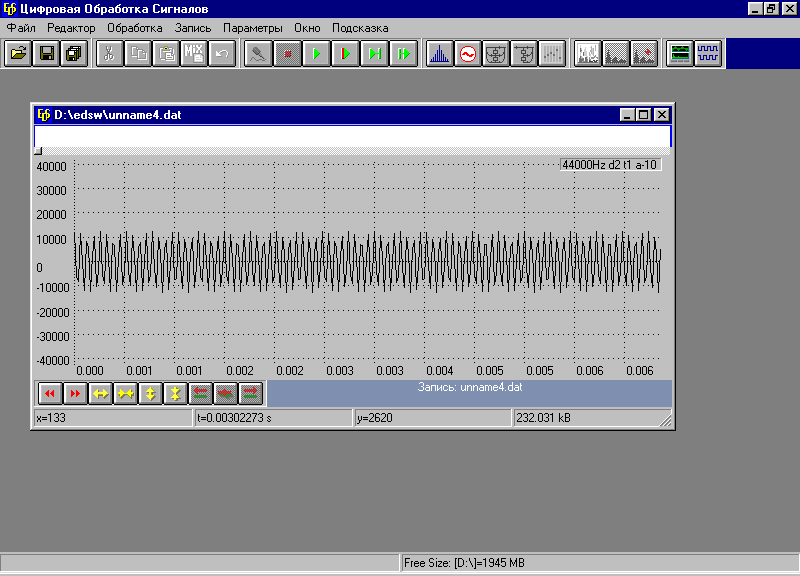 Цифровая Обработка Сигналов
Файл Редактор Обработка Запись Параметры Окно Подсказка
MiX
D:\edsw\unname4.dat
44000Hz d2 t1 a-10
40000
30000
20000
10000
0
-10000
-20000
-30000
-40000
0.000 0.001 0.001 0.002 0.002 0.003 0.003 0.004 0.005 0.005 0.006 0.006
Запись: unname4.dat
x=133 t=0.00302273 s y=2620 232.031 kB
Free Size: [D:\]=1945 MB